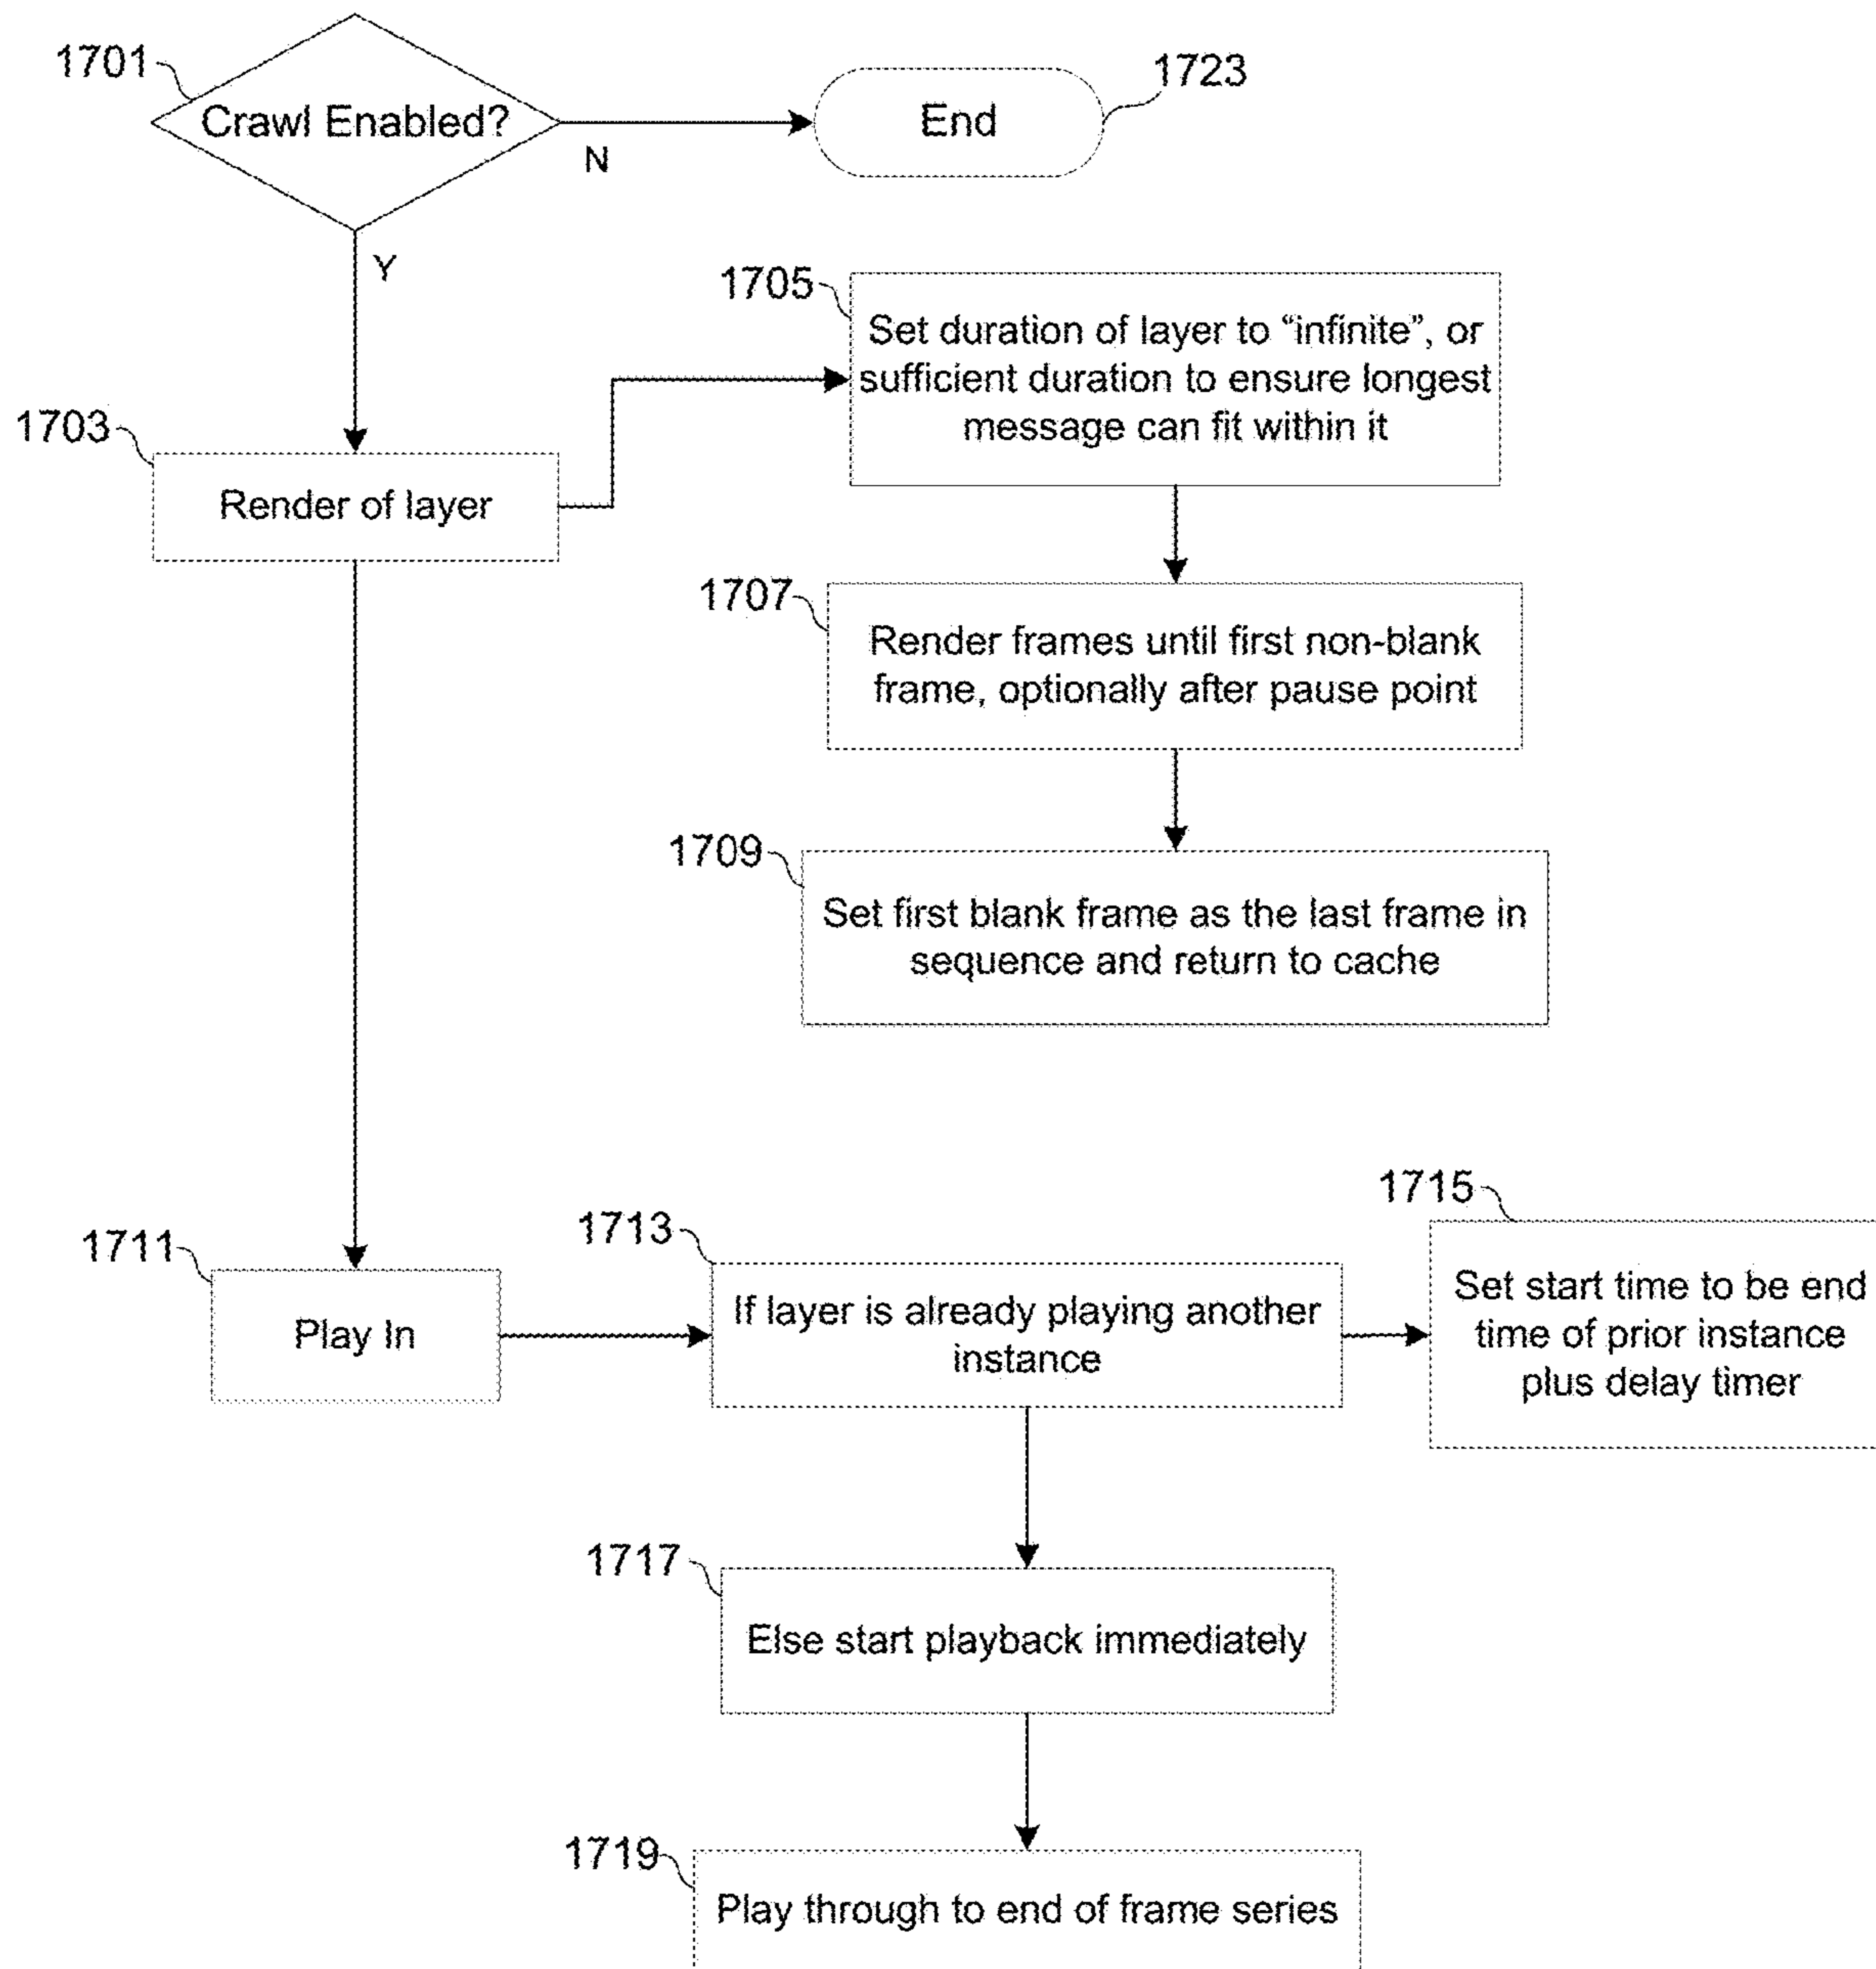 1701
Crawl Enabled?
1723
End
N
Y
1705
Set duration of layer to “infinite”, or
sufficient duration to ensure longest
message can fit within it
1703
Render of layer
1707
Render frames until first non-blank
frame, optionally after pause point
1709
Set first blank frame as the last frame in
sequence and return to cache
1711
Play In
1713
If layer is already playing another
instance
1715
Set start time to be end
time of prior instance
plus delay timer
1717
Else start playback immediately
1719
Play through to end of frame series